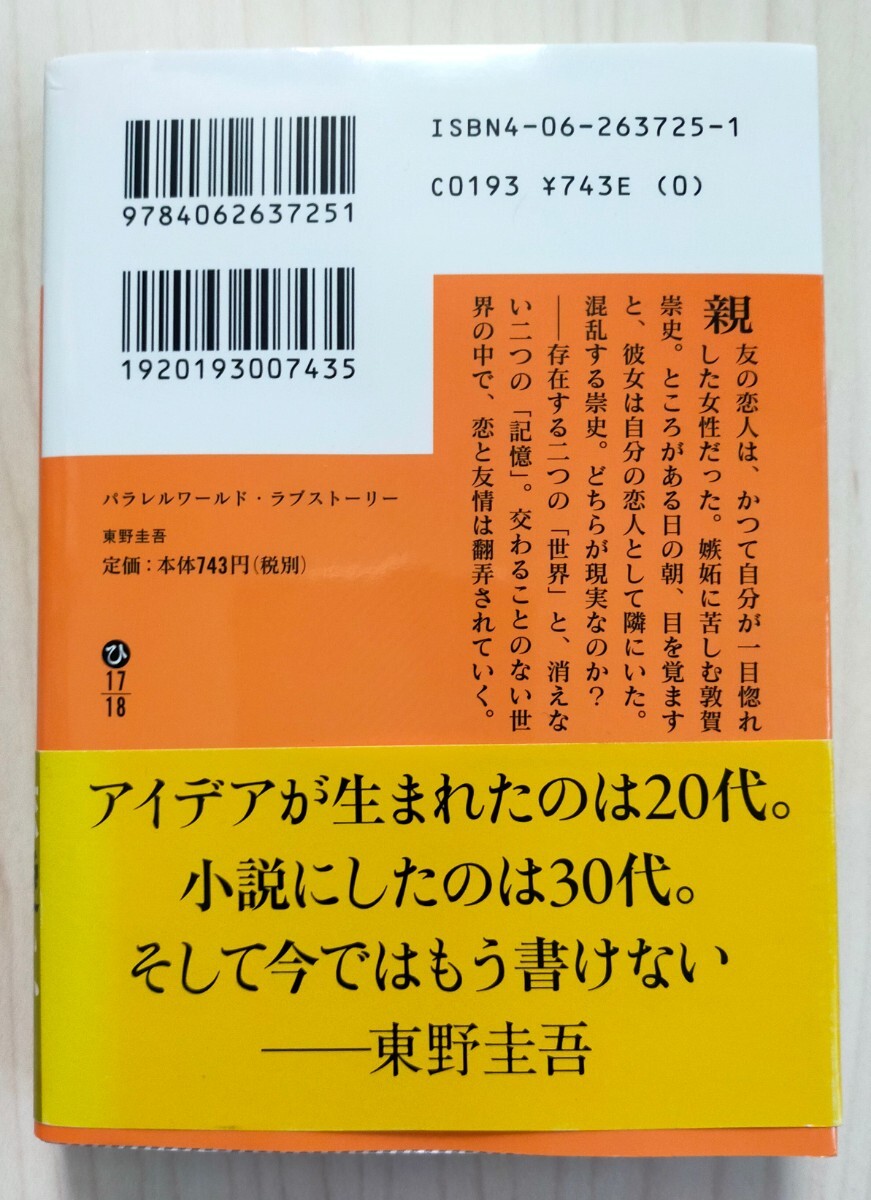 9784062637251
1920193007435
ISBN4-06-263725-1
C0193 ¥743E (0)
親友の恋人は、かつて自分が一目惚れ
した女性だった。嫉妬に苦しむ敦賀
崇史。ところがある日の朝、目を覚ます
と、彼女は自分の恋人として隣にいた。
混乱する崇史。どちらが現実なのか?
――存在する二つの「世界」と、消えな
い二つの「記憶」。交わることのない世
界の中で、恋と友情は翻弄されていく。
パラレルワールド・ラブストーリー
東野圭吾
定価:本体743円(税別)
ひ
17
18
アイデアが生まれたのは20代。
小説にしたのは30代。
そして今ではもう書けない
――東野圭吾